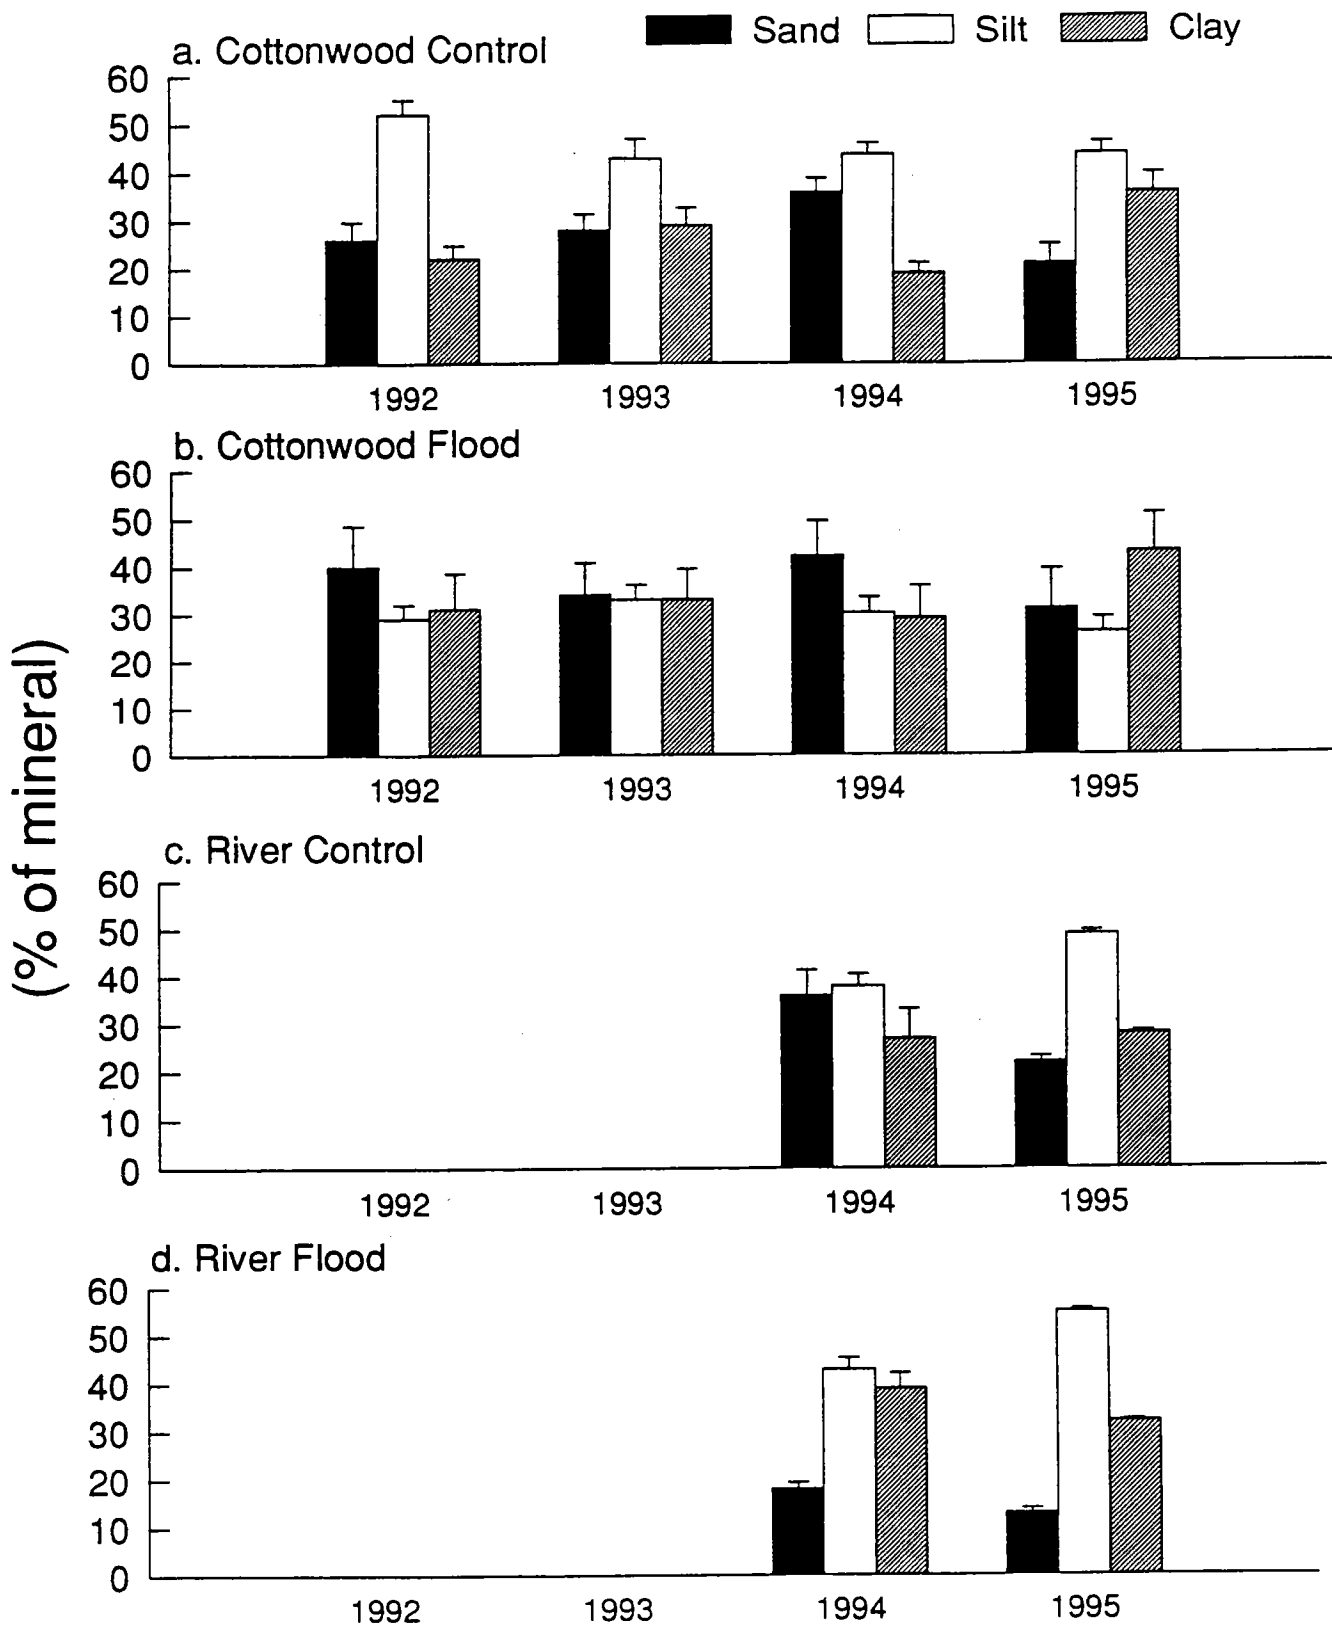 Sand Silt Clay
a. Cottonwood Control
60
50
40
30
20
10
0
1992 1993 1994 1995
b. Cottonwood Flood
60
50
40
30
20
10
0
1992 1993 1994 1995
(% of mineral)
c. River Control
60
50
40
30
20
10
0
1992 1993 1994 1995
d. River Flood
60
50
40
30
20
10
0
1992 1993 1994 1995